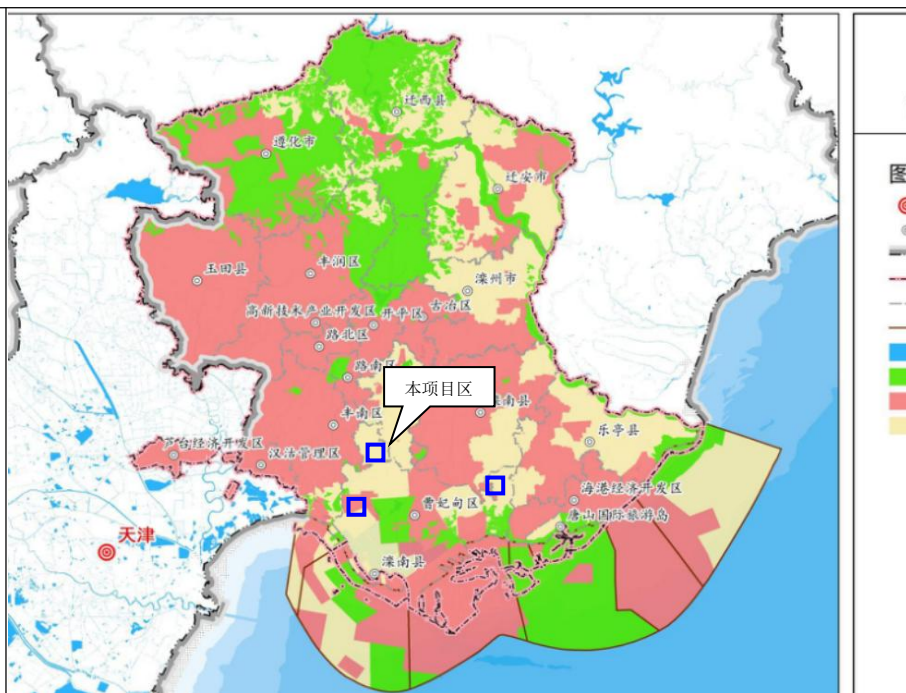 图
迁西县
遵化市
迁安市
玉田县
丰润区
滦州市
高新技术产业开发区
开平区
古冶区
路北区
路南区
本项目区
南县
丰南区
乐亭县
芦台经济开发区
汉沽管理区
曹妃甸区
海港经济开发区
唐山国际旅游岛
天津
滦南县